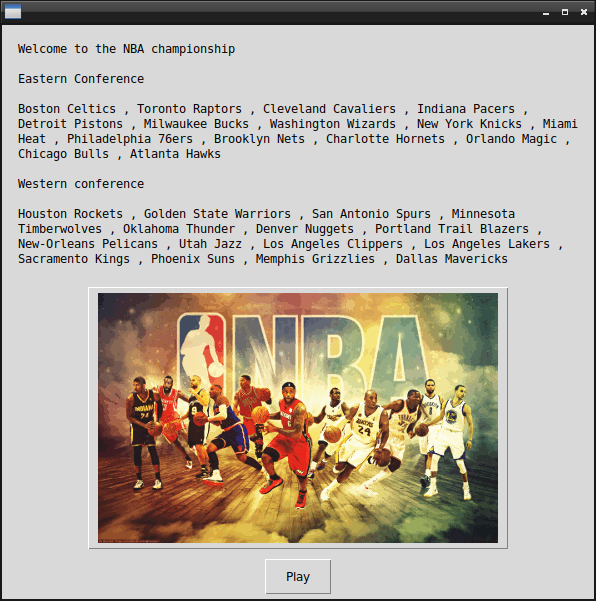 Welcome to the NBA championship
Eastern Conference
Boston Celtics , Toronto Raptors , Cleveland Cavaliers , Indiana Pacers ,
Detroit Pistons , Milwaukee Bucks , Washington Wizards , New York Knicks , Miami
Heat , Philadelphia 76ers , Brooklyn Nets , Charlotte Hornets , Orlando Magic ,
Chicago Bulls , Atlanta Hawks
Western conference
Houston Rockets , Golden State Warriors , San Antonio Spurs , Minnesota
Timberwolves , Oklahoma Thunder , Denver Nuggets , Portland Trail Blazers ,
New-Orleans Pelicans , Utah Jazz , Los Angeles Clippers , Los Angeles Lakers ,
Sacramento Kings , Phoenix Suns , Memphis Grizzlies , Dallas Mavericks
NBA
INDIANA
24
24
Play